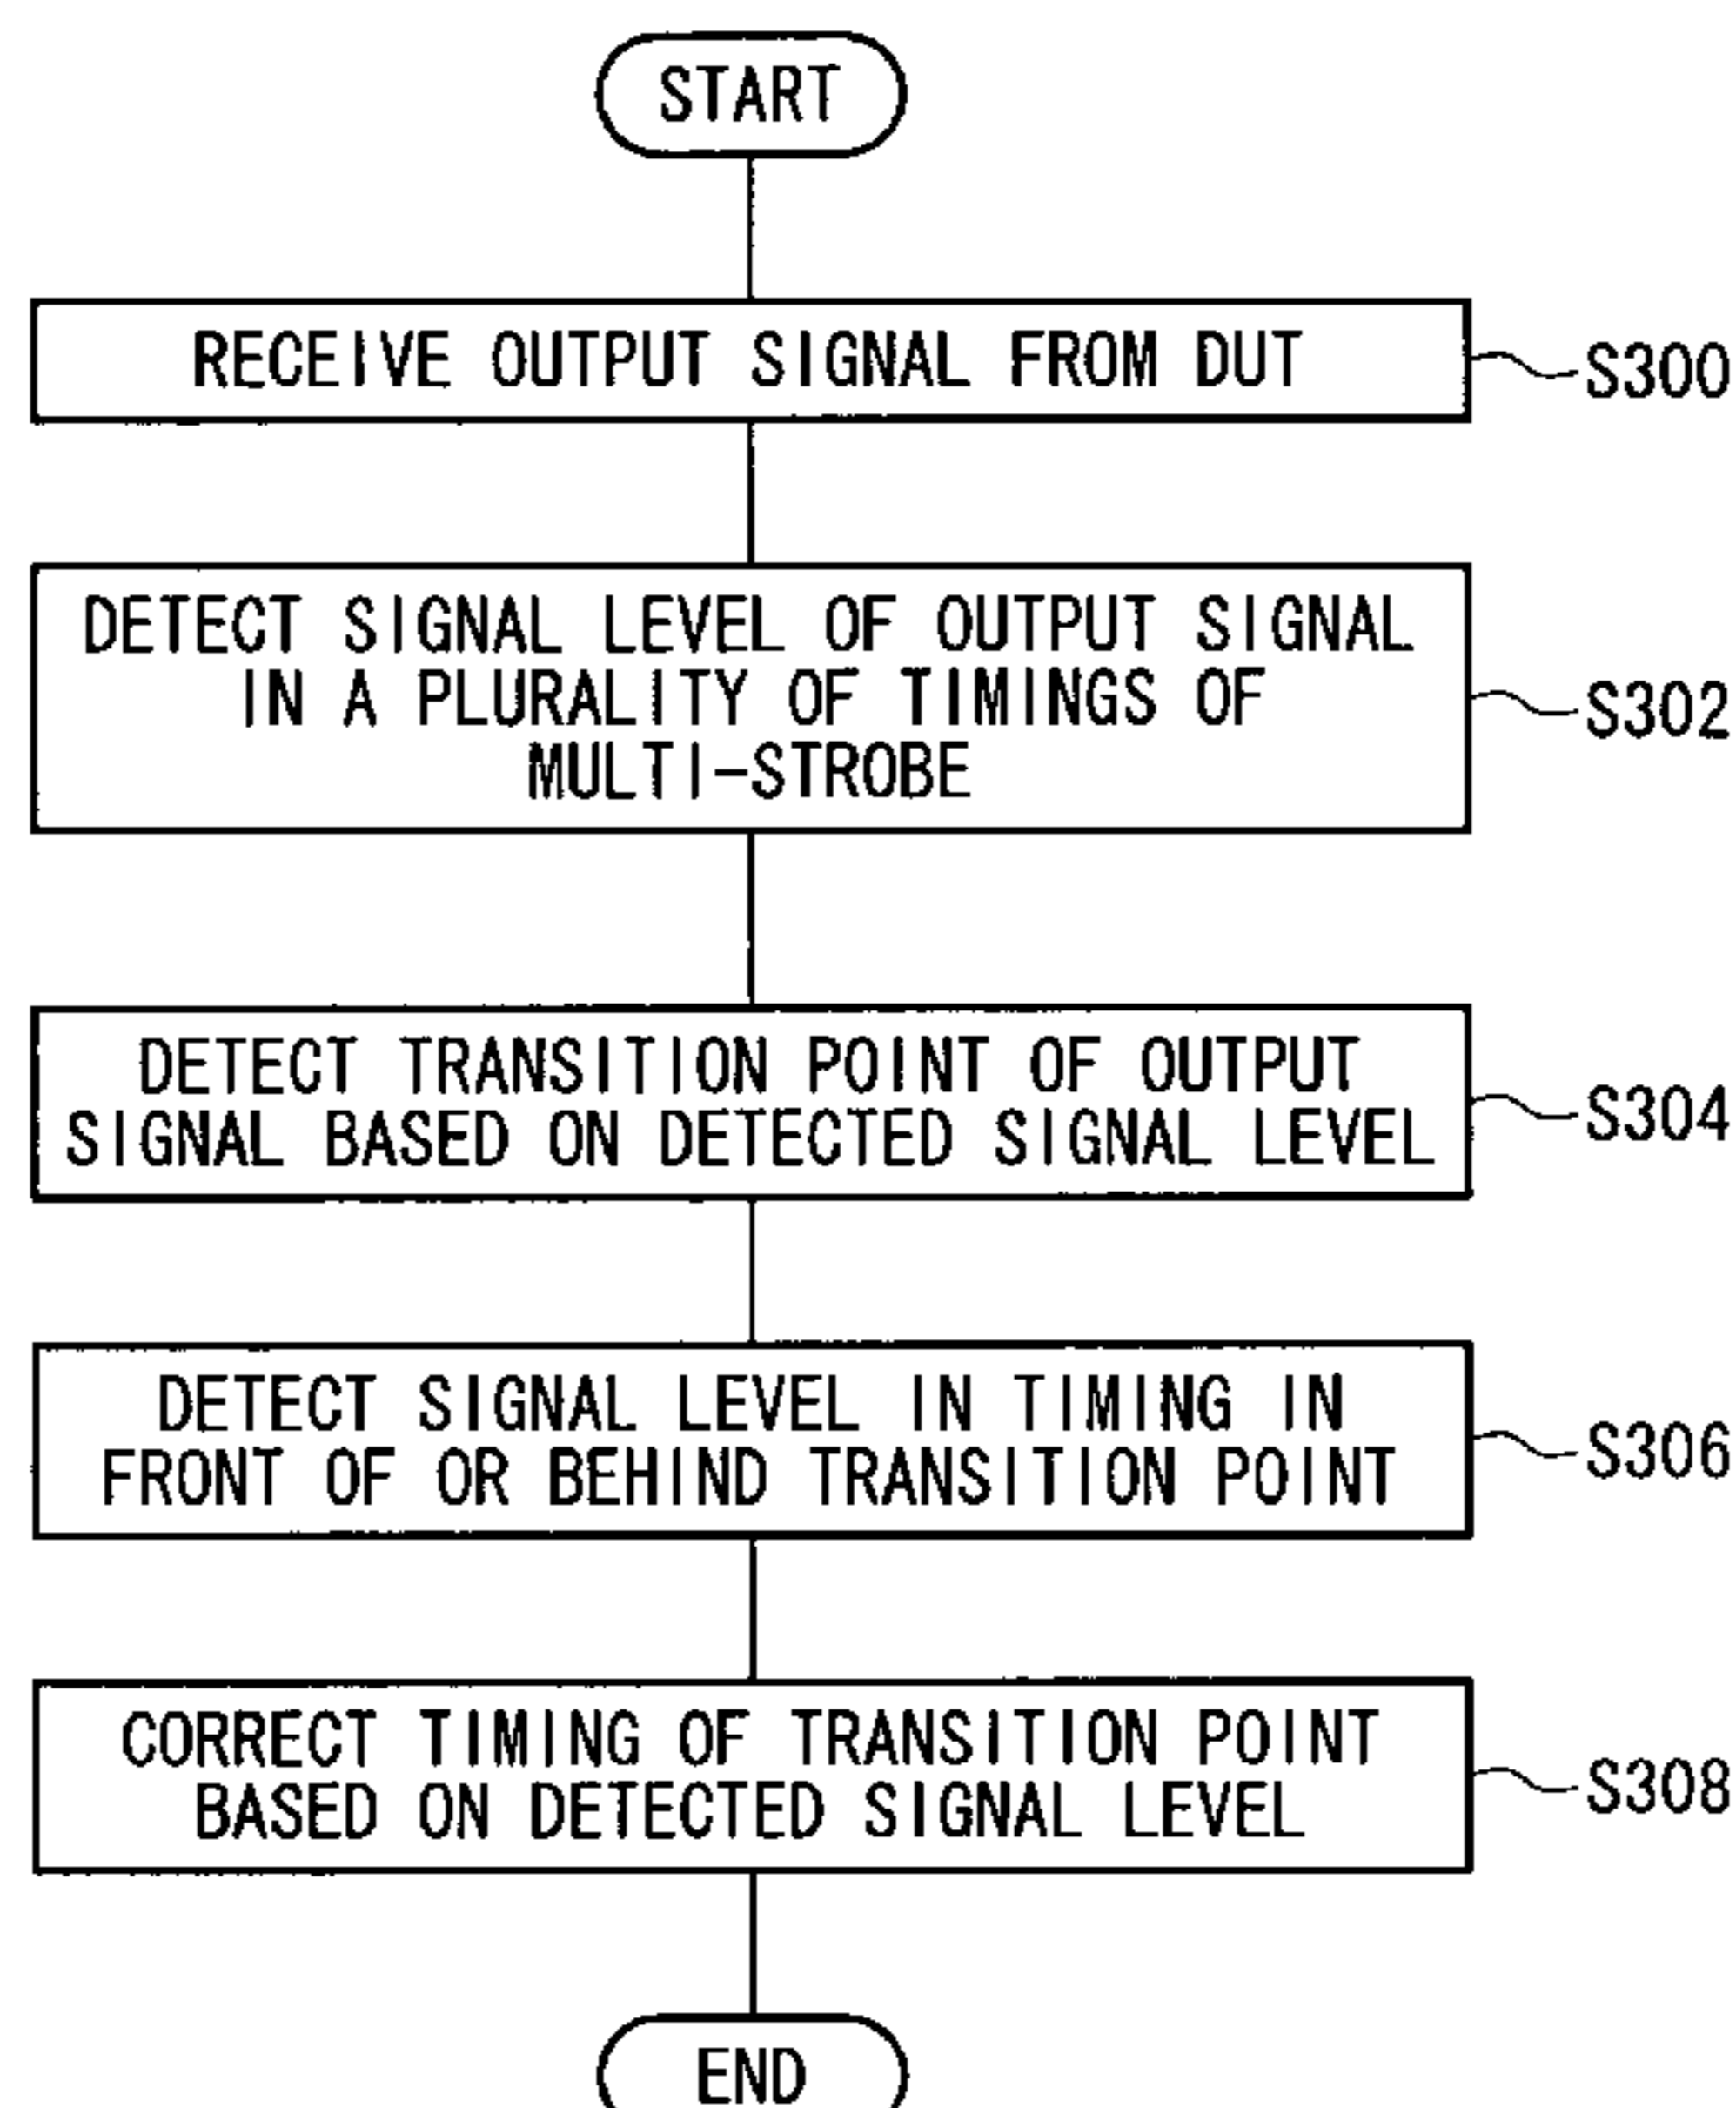 START
RECEIVE OUTPUT SIGNAL FROM DUT
S300
DETECT SIGNAL LEVEL OF OUTPUT SIGNAL
IN A PLURALITY OF TIMINGS OF
MULTI-STROBE
S302
DETECT TRANSITION POINT OF OUTPUT
SIGNAL BASED ON DETECTED SIGNAL LEVEL
S304
DETECT SIGNAL LEVEL IN TIMING IN
FRONT OF OR BEHIND TRANSITION POINT
S306
CORRECT TIMING OF TRANSITION POINT
BASED ON DETECTED SIGNAL LEVEL
S308
END